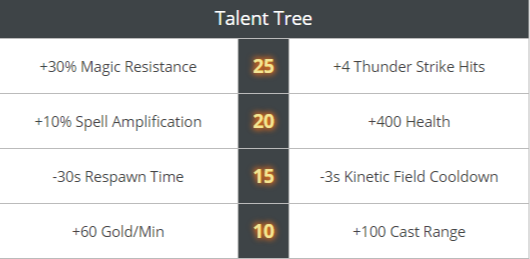 Talent Tree
+30% Magic Resistance 25 +4 Thunder Strike Hits
+10% Spell Amplification 20 +400 Health
-30s Respawn Time 15 -3s Kinetic Field Cooldown
+60 Gold/Min 10 +100 Cast Range